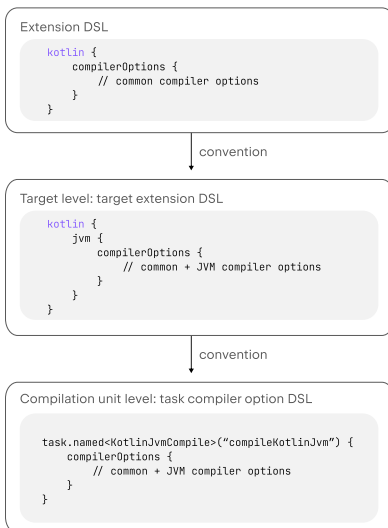 Extension DSL
kotlin {
    compilerOptions {
        // common compiler options
    }
}
convention
Target level: target extension DSL
kotlin {
    jvm {
        compilerOptions {
            // common + JVM compiler options
        }
    }
}
convention
Compilation unit level: task compiler option DSL
task.named<KotlinJvmCompile>(“compileKotlinJvm”) {
    compilerOptions {
        // common + JVM compiler options
    }
}